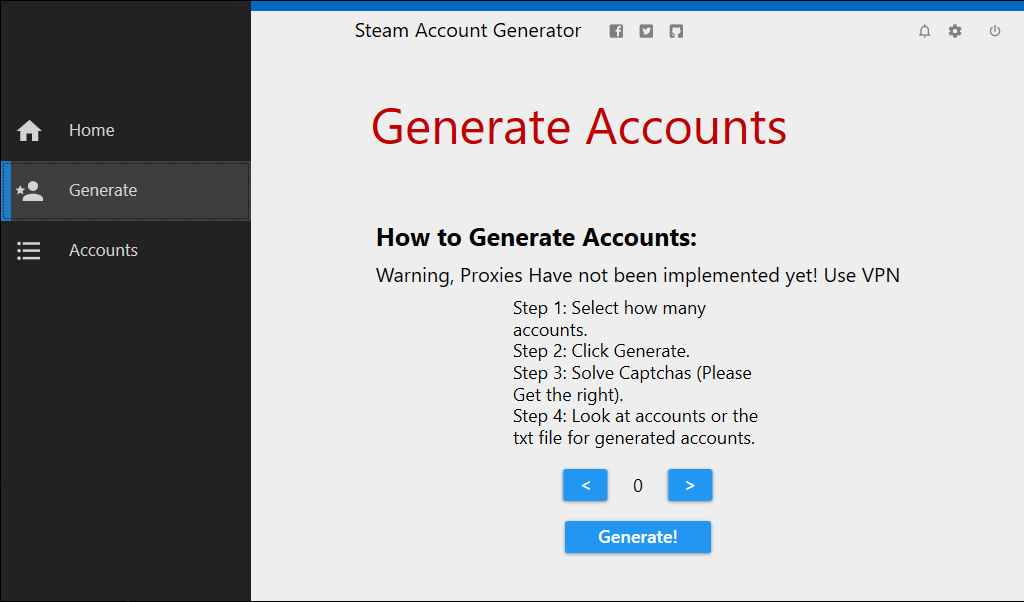 Steam Account Generator
Home
Generate
Accounts
Generate Accounts
How to Generate Accounts:
Warning, Proxies Have not been implemented yet! Use VPN
Step 1: Select how many
accounts.
Step 2: Click Generate.
Step 3: Solve Captchas (Please
Get the right).
Step 4: Look at accounts or the
txt file for generated accounts.
< 0 >
Generate!